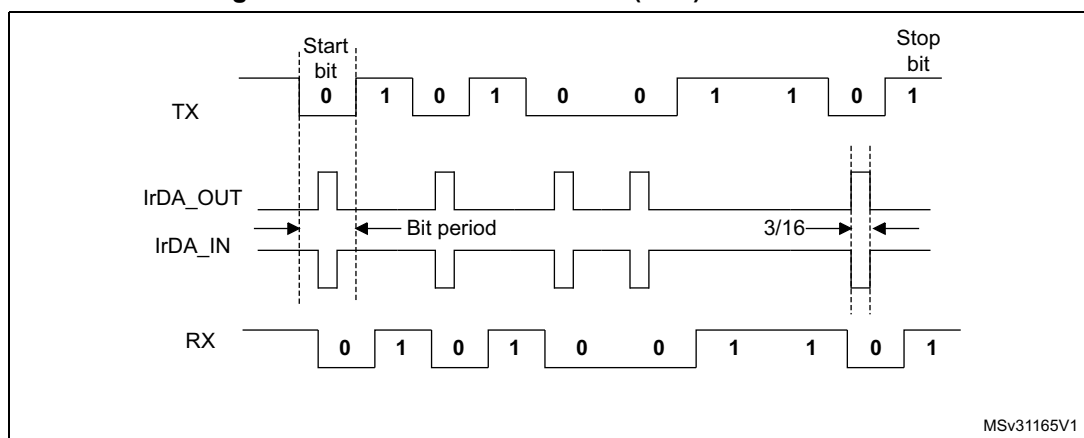 Start
bit
Stop
bit
TX
0 1 0 1 0 0 1 1 0 1
IrDA_OUT
Bit period
3/16
IrDA_IN
RX
0 1 0 1 0 0 1 1 0 1
MSv31165V1